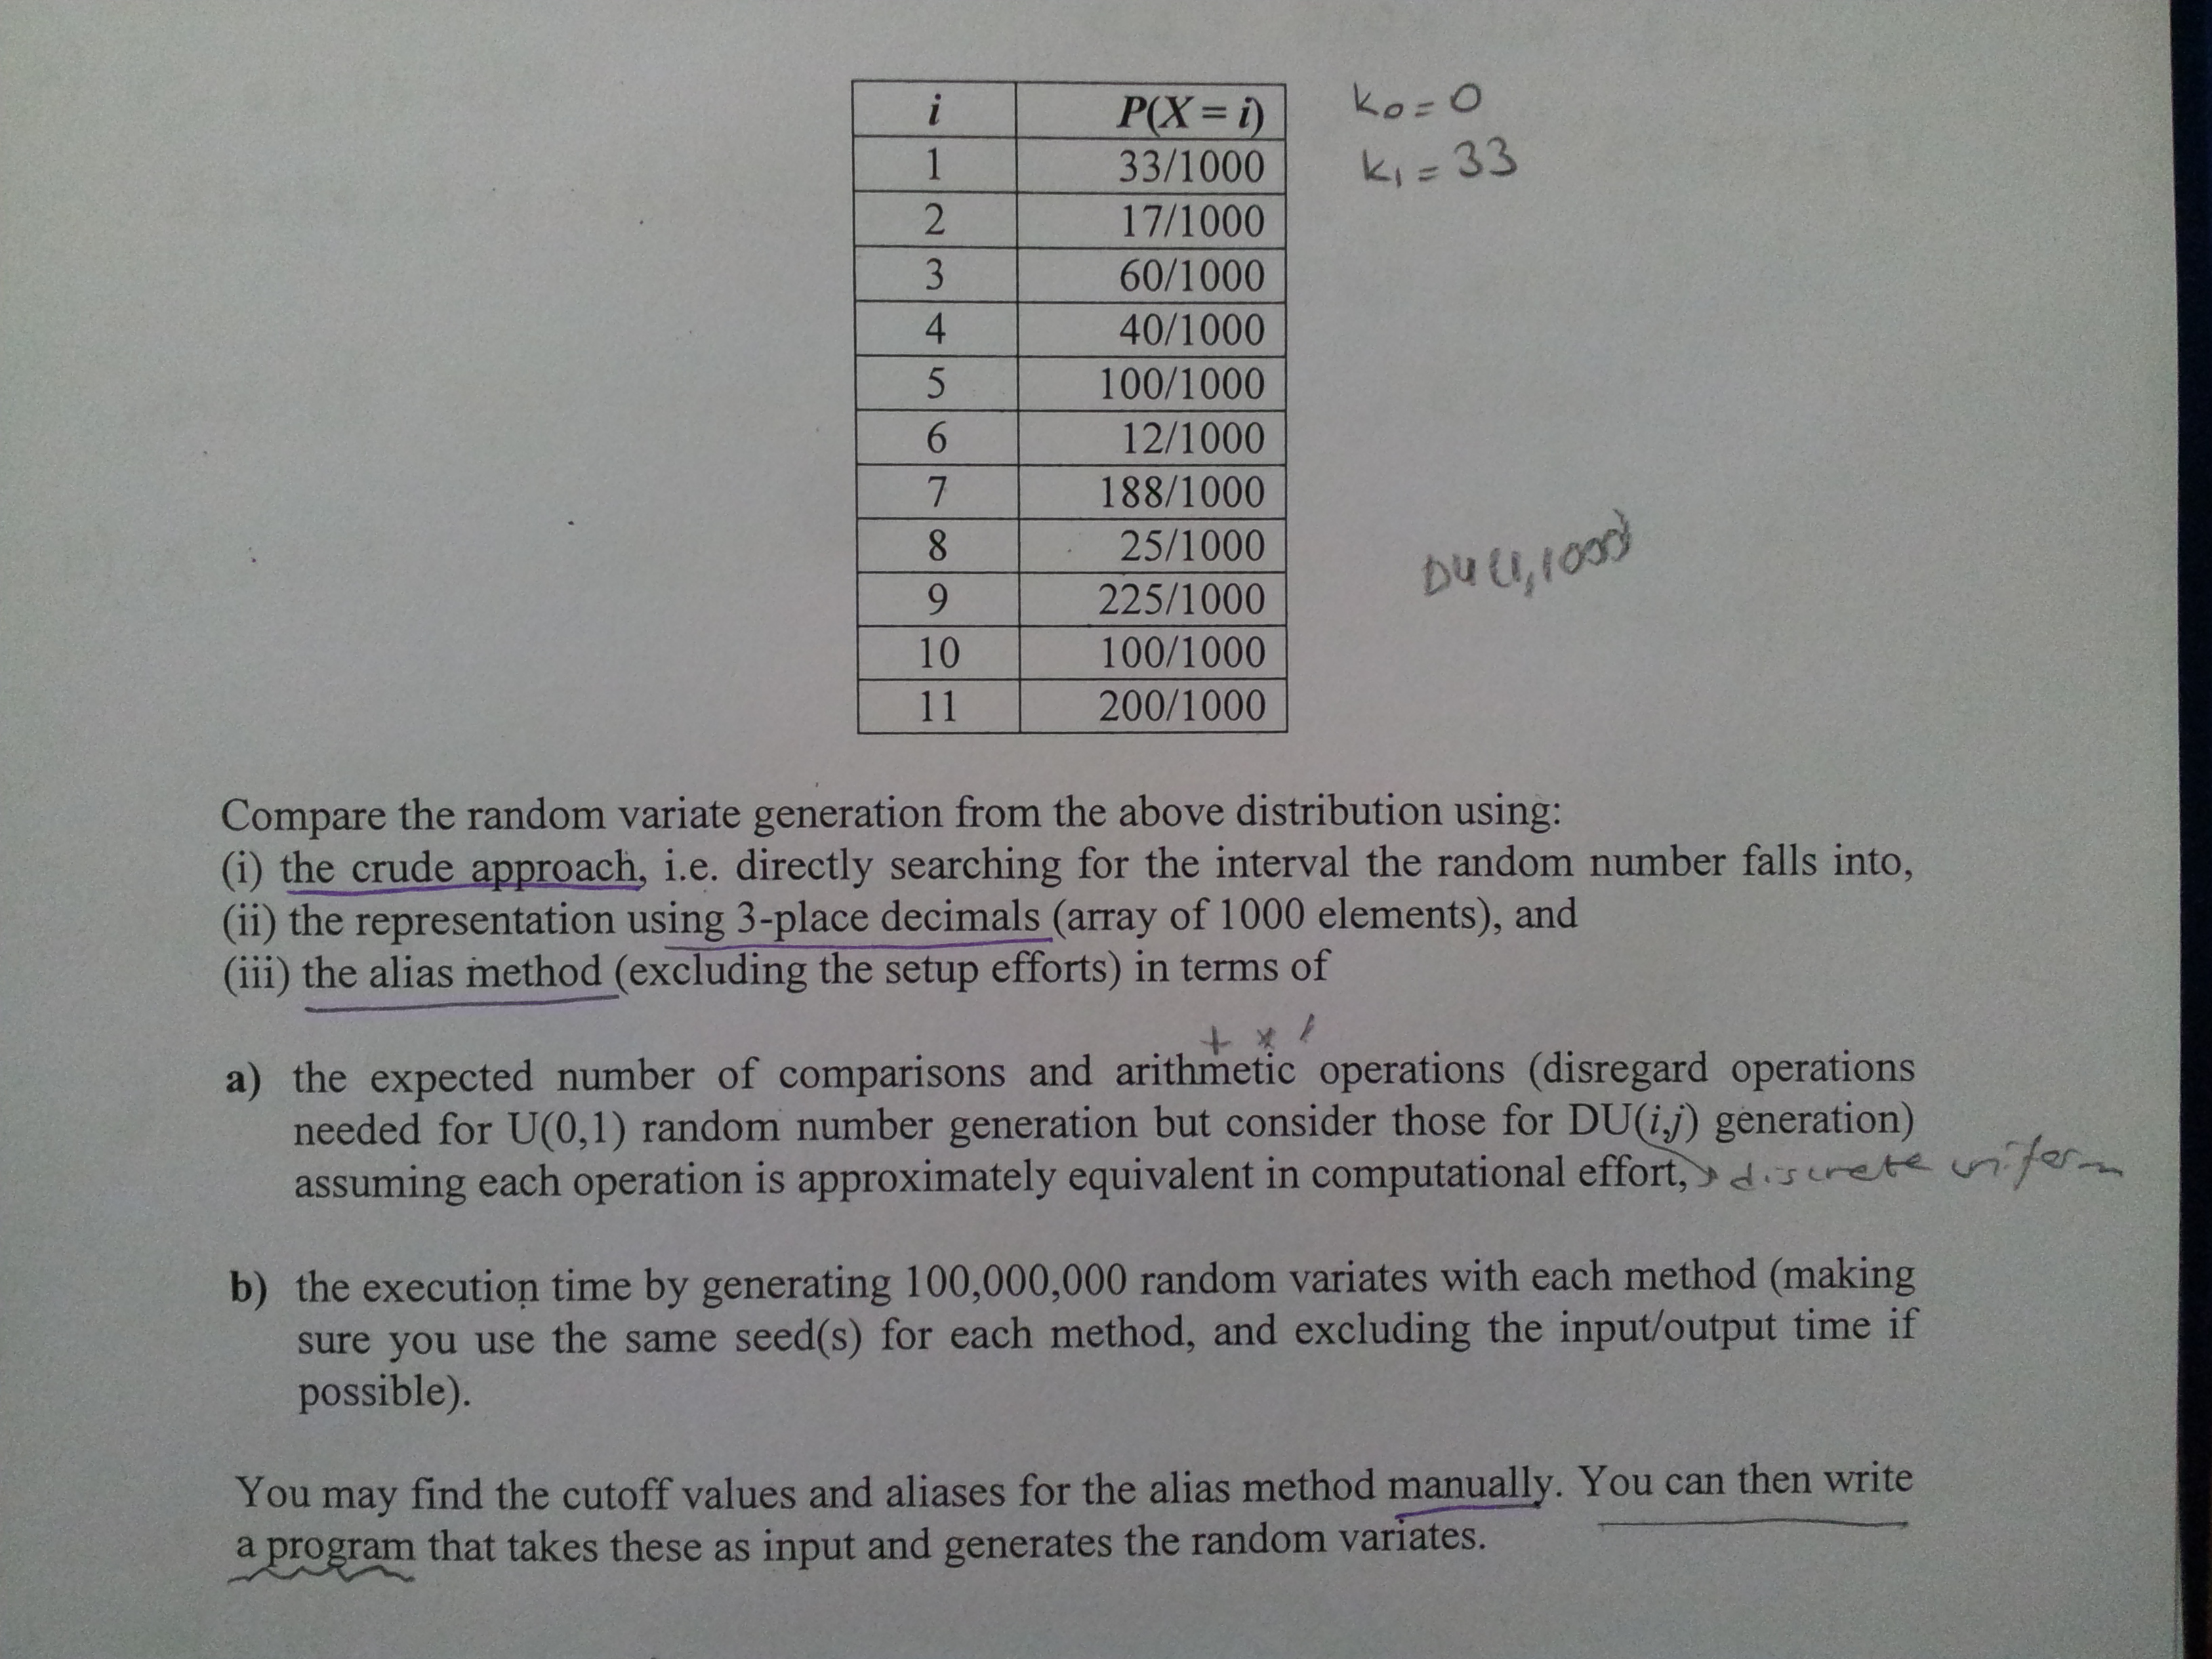 i P(X = i) k0 = 0
1 33/1000 k1 = 33
2 17/1000
3 60/1000
4 40/1000
5 100/1000
6 12/1000
7 188/1000
8 25/1000 DU(1,1000)
9 225/1000
10 100/1000
11 200/1000
Compare the random variate generation from the above distribution using:
(i) the crude approach, i.e. directly searching for the interval the random number falls into,
(ii) the representation using 3-place decimals (array of 1000 elements), and
(iii) the alias method (excluding the setup efforts) in terms of
+ * /
a) the expected number of comparisons and arithmetic operations (disregard operations
needed for U(0,1) random number generation but consider those for DU(i,j) generation)
assuming each operation is approximately equivalent in computational effort, → discrete uniform
b) the execution time by generating 100,000,000 random variates with each method (making
sure you use the same seed(s) for each method, and excluding the input/output time if
possible).
You may find the cutoff values and aliases for the alias method manually. You can then write
a program that takes these as input and generates the random variates.